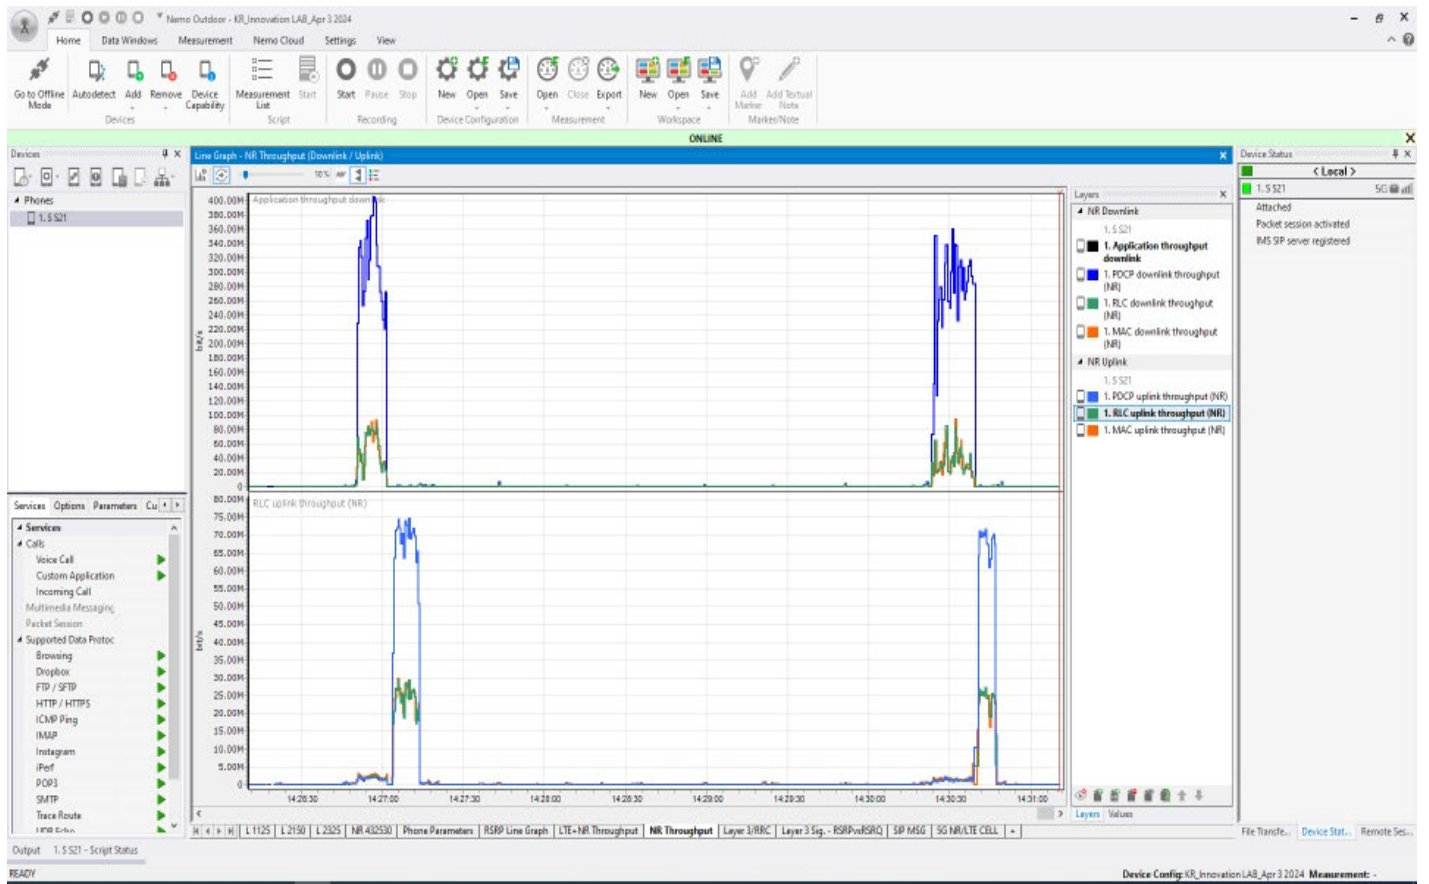 Nemo Outdoor - KR_Innovation LAB_Apr 3 2024
Home Data Windows Measurement Nemo Cloud Settings View
Go to Offline Mode
Autodetect
Add
Remove
Device Capability
Devices
Measurement List
Start
Script
Start
Pause
Stop
Recording
New
Open
Save
Device Configuration
Open
Close
Export
Measurement
New
Open
Save
Workspace
Add Marker
Add Textual Note
Marker/Note
ONLINE
Devices
Phones
1. S S21
Services Options Parameters Cu
Services
Calls
Voice Call
Custom Application
Incoming Call
Multimedia Messaging
Packet Session
Supported Data Protoc
Browsing
Dropbox
FTP / SFTP
HTTP / HTTPS
ICMP Ping
IMAP
Instagram
iPerf
POP3
SMTP
Trace Route
UDP Echo
Line Graph - NR Throughput (Downlink / Uplink)
10%
Application throughput downlink
400.00M
380.00M
360.00M
340.00M
320.00M
300.00M
280.00M
260.00M
240.00M
220.00M
200.00M
180.00M
160.00M
140.00M
120.00M
100.00M
80.00M
60.00M
40.00M
20.00M
0
bit/s
RLC uplink throughput (NR)
80.00M
75.00M
70.00M
65.00M
60.00M
55.00M
50.00M
45.00M
40.00M
35.00M
30.00M
25.00M
20.00M
15.00M
10.00M
5.00M
0
bit/s
14:26:30 14:27:00 14:27:30 14:28:00 14:28:30 14:29:00 14:29:30 14:30:00 14:30:30 14:31:00
L 1125 L 2150 L 2325 NR 432530 Phone Parameters RSRP Line Graph LTE+NR Throughput NR Throughput Layer 3/RRC Layer 3 Sig. - RSRPvsRSRQ SIP MSG 5G NR/LTE CELL +
Layers
NR Downlink
1. S S21
1. Application throughput
downlink
1. PDCP downlink throughput
(NR)
1. RLC downlink throughput
(NR)
1. MAC downlink throughput
(NR)
NR Uplink
1. S S21
1. PDCP uplink throughput (NR)
1. RLC uplink throughput (NR)
1. MAC uplink throughput (NR)
Layers Values
Device Status
< Local >
1. S S21 5G
Attached
Packet session activated
IMS SIP server registered
File Transfe... Device Stat... Remote Ses...
Output 1. S S21 - Script Status
READY
Device Config: KR_Innovation LAB_Apr 3 2024 Measurement: -